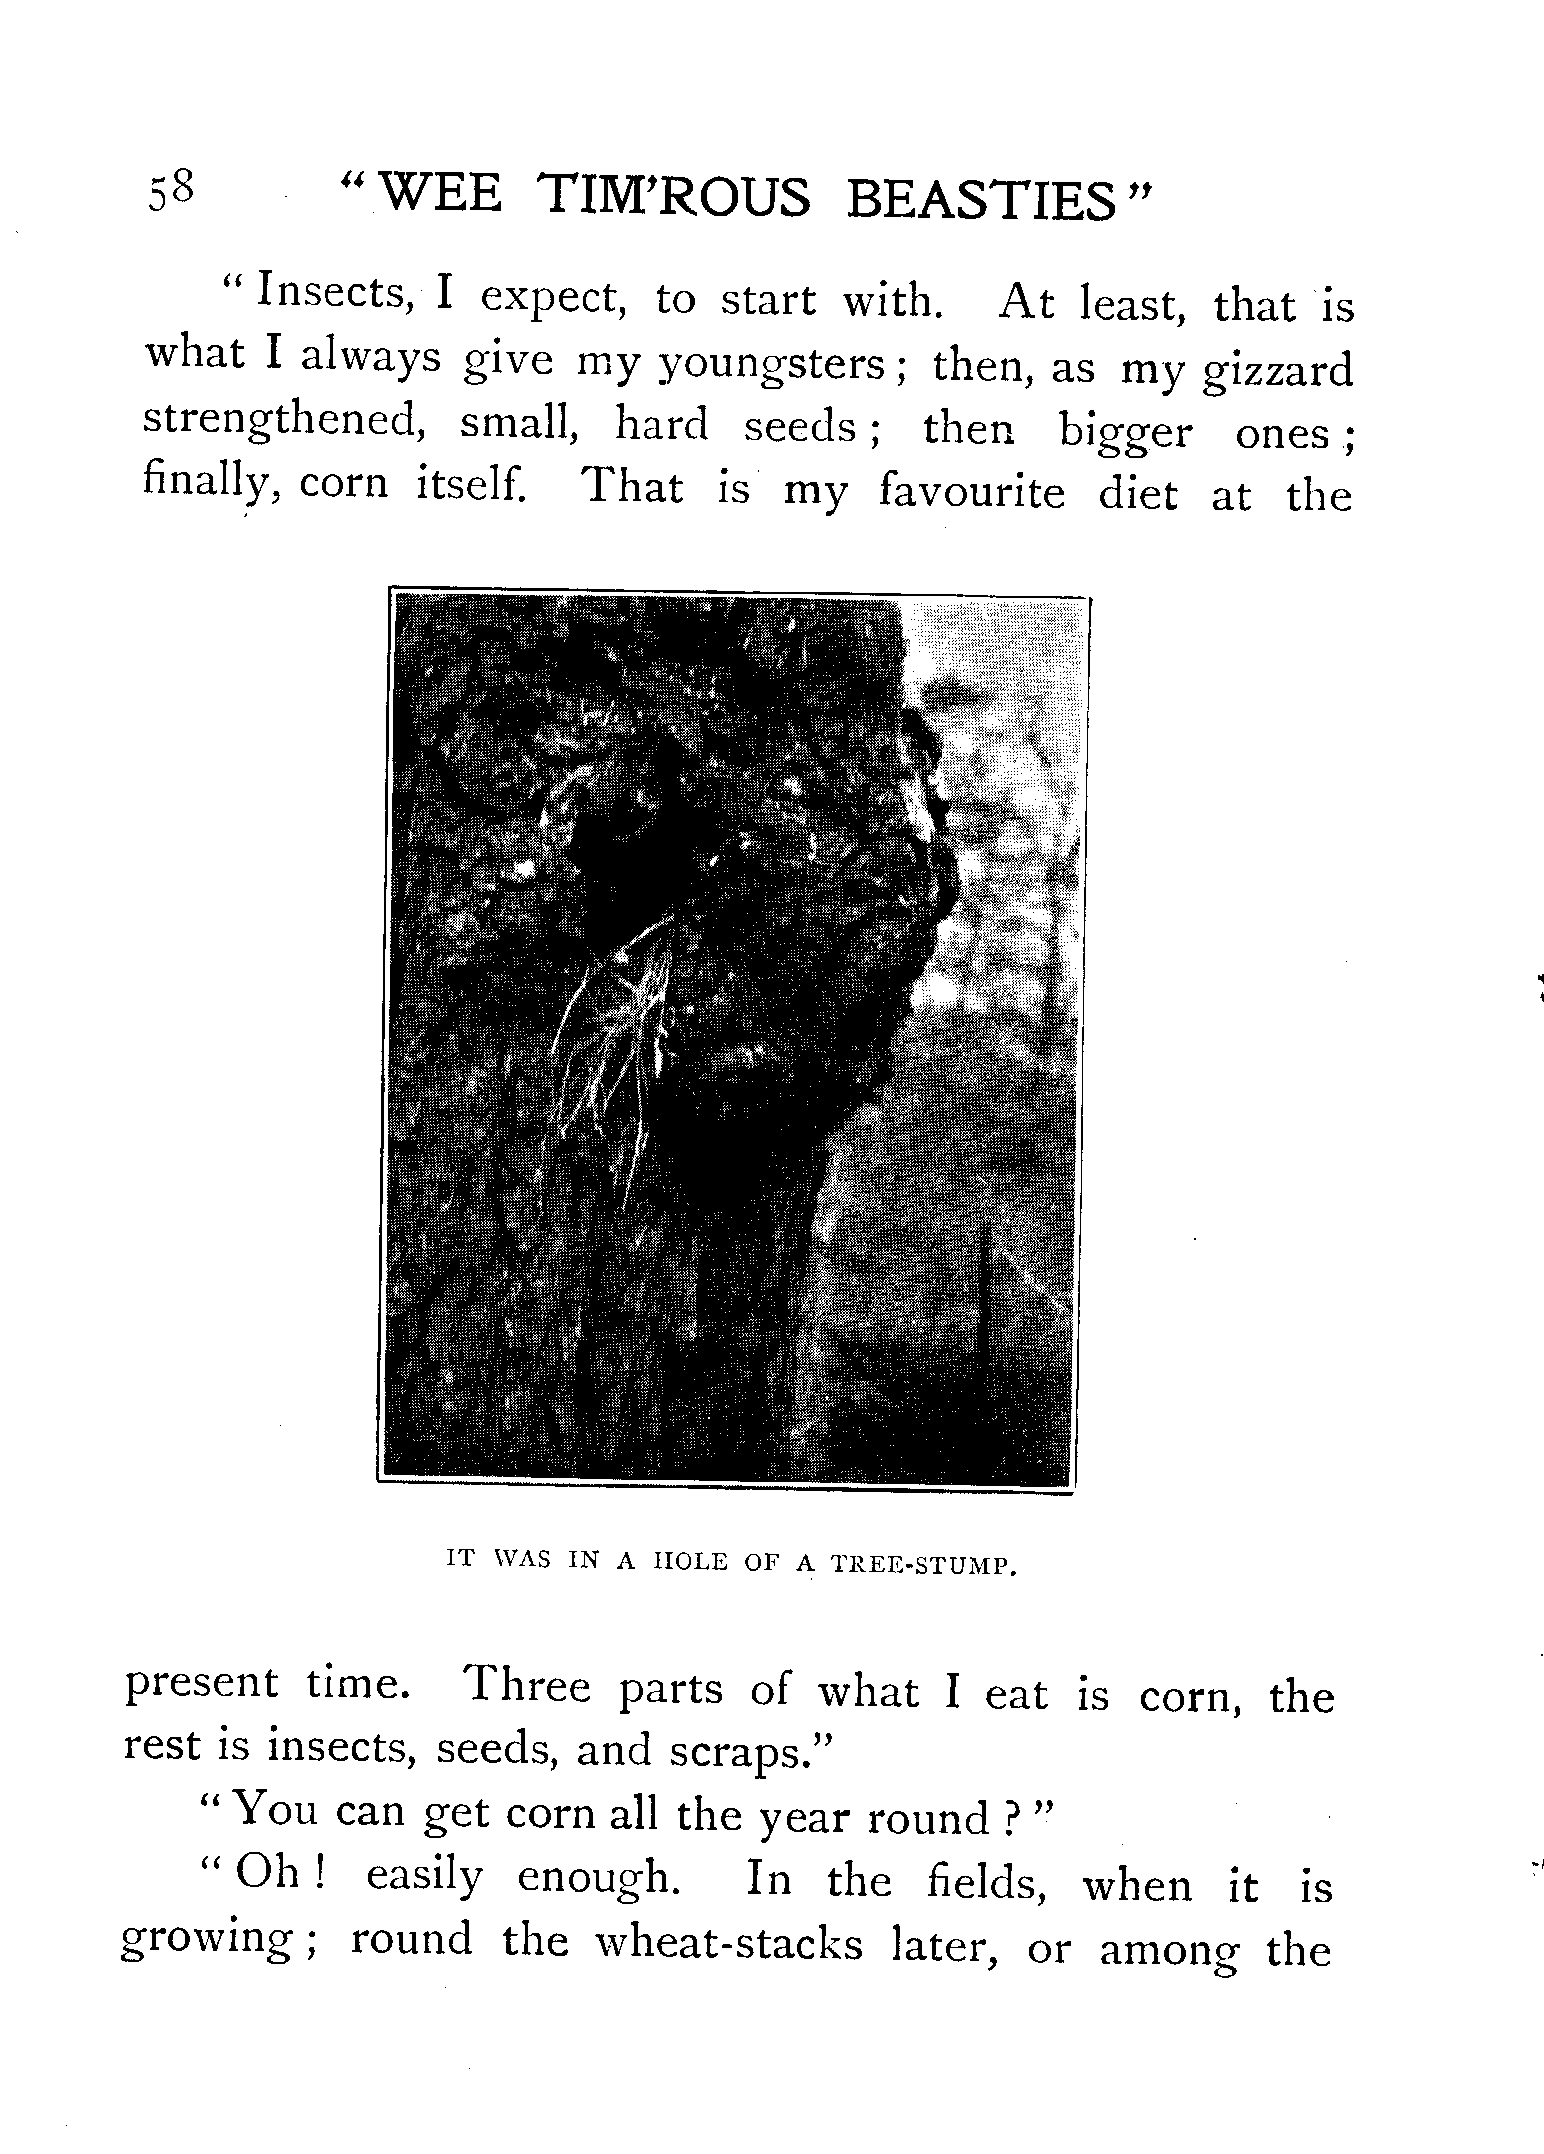 58 “WEE TIM’ROUS BEASTIES”
“Insects, I expect, to start with. At least, that is
what I always give my youngsters; then, as my gizzard
strengthened, small, hard seeds; then bigger ones;
finally, corn itself. That is my favourite diet at the
IT WAS IN A HOLE OF A TREE-STUMP.
present time. Three parts of what I eat is corn, the
rest is insects, seeds, and scraps.”
“You can get corn all the year round?”
“Oh! easily enough. In the fields, when it is
growing; round the wheat-stacks later, or among the